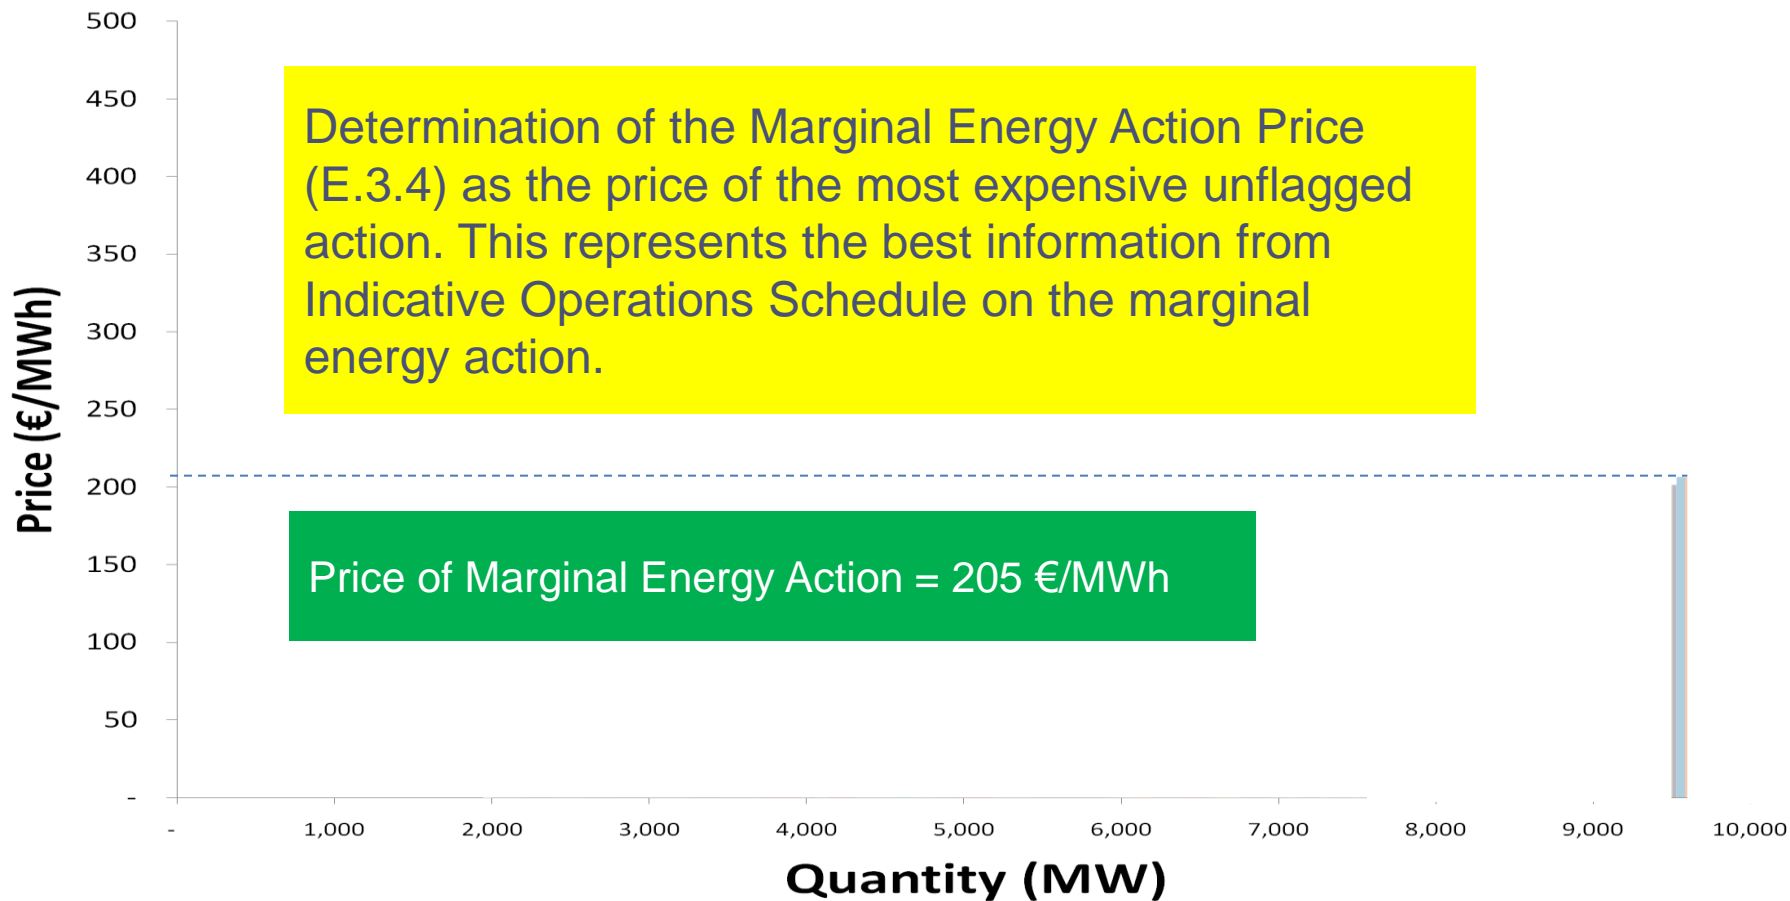 500
450
400
350
300
250
200
150
100
50
-
Price (€/MWh)
Determination of the Marginal Energy Action Price
(E.3.4) as the price of the most expensive unflagged
action. This represents the best information from
Indicative Operations Schedule on the marginal
energy action.
Price of Marginal Energy Action = 205 €/MWh
- 1,000 2,000 3,000 4,000 5,000 6,000 7,000 8,000 9,000 10,000
Quantity (MW)